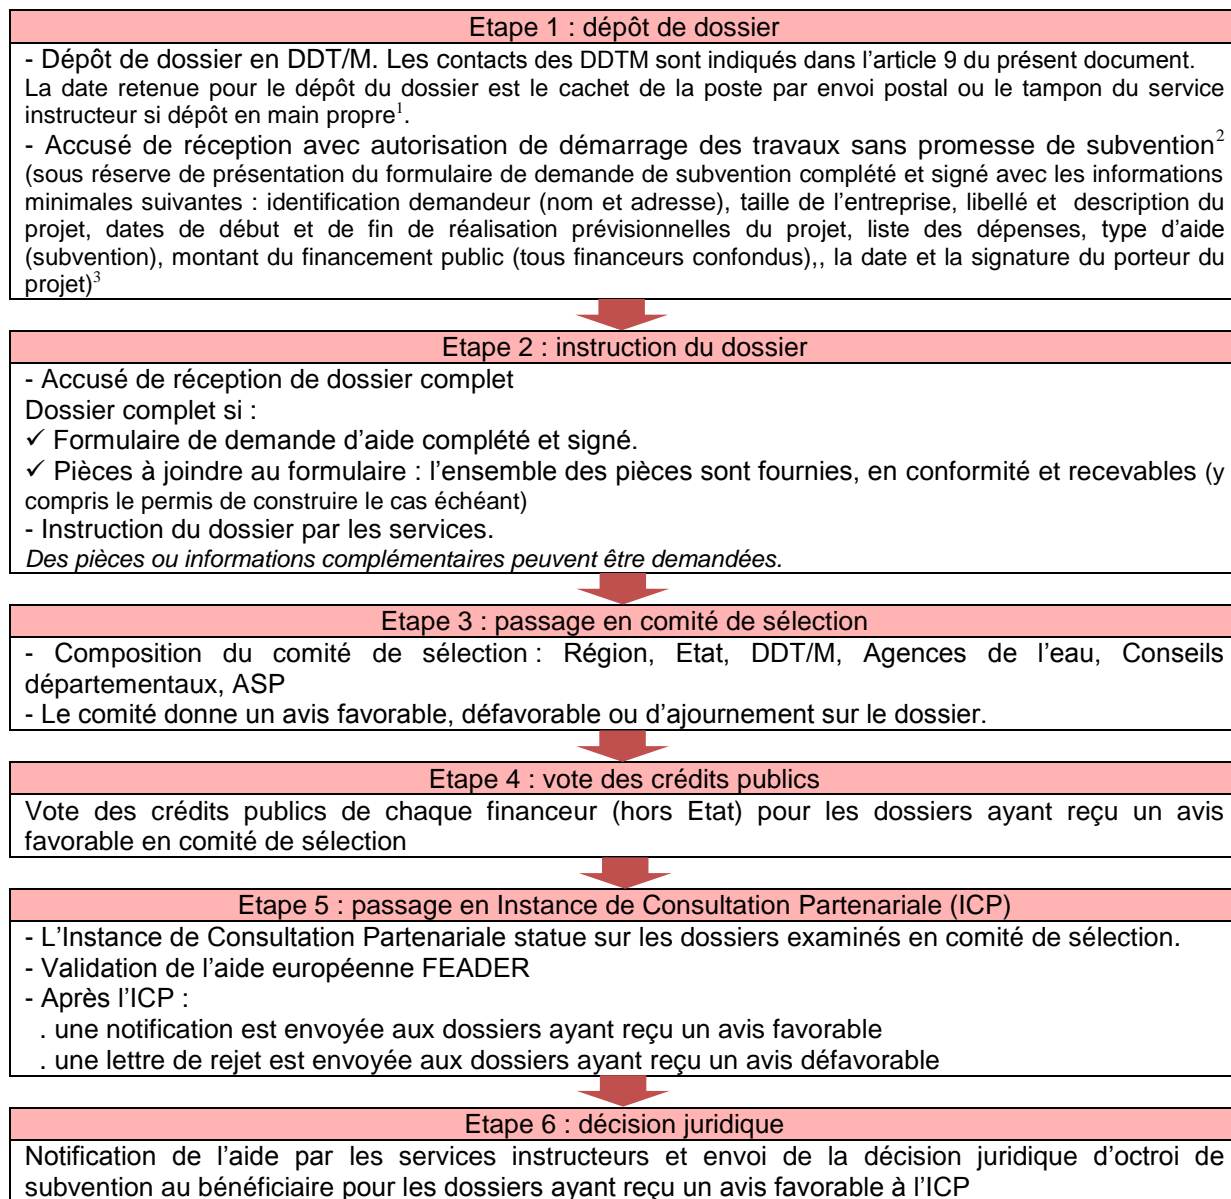 Etape 1 : dépôt de dossier
- Dépôt de dossier en DDT/M. Les contacts des DDTM sont indiqués dans l'article 9 du présent document.
La date retenue pour le dépôt du dossier est le cachet de la poste par envoi postal ou le tampon du service
instructeur si dépôt en main propre¹.
- Accusé de réception avec autorisation de démarrage des travaux sans promesse de subvention²
(sous réserve de présentation du formulaire de demande de subvention complété et signé avec les informations
minimales suivantes : identification demandeur (nom et adresse), taille de l'entreprise, libellé et description du
projet, dates de début et de fin de réalisation prévisionnelles du projet, liste des dépenses, type d'aide
(subvention), montant du financement public (tous financeurs confondus),, la date et la signature du porteur du
projet)³
Etape 2 : instruction du dossier
- Accusé de réception de dossier complet
Dossier complet si :
✓ Formulaire de demande d'aide complété et signé.
✓ Pièces à joindre au formulaire : l'ensemble des pièces sont fournies, en conformité et recevables (y
compris le permis de construire le cas échéant)
- Instruction du dossier par les services.
Des pièces ou informations complémentaires peuvent être demandées.
Etape 3 : passage en comité de sélection
- Composition du comité de sélection : Région, Etat, DDT/M, Agences de l'eau, Conseils
départementaux, ASP
- Le comité donne un avis favorable, défavorable ou d'ajournement sur le dossier.
Etape 4 : vote des crédits publics
Vote des crédits publics de chaque financeur (hors Etat) pour les dossiers ayant reçu un avis
favorable en comité de sélection
Etape 5 : passage en Instance de Consultation Partenariale (ICP)
- L'Instance de Consultation Partenariale statue sur les dossiers examinés en comité de sélection.
- Validation de l'aide européenne FEADER
- Après l'ICP :
. une notification est envoyée aux dossiers ayant reçu un avis favorable
. une lettre de rejet est envoyée aux dossiers ayant reçu un avis défavorable
Etape 6 : décision juridique
Notification de l'aide par les services instructeurs et envoi de la décision juridique d'octroi de
subvention au bénéficiaire pour les dossiers ayant reçu un avis favorable à l'ICP